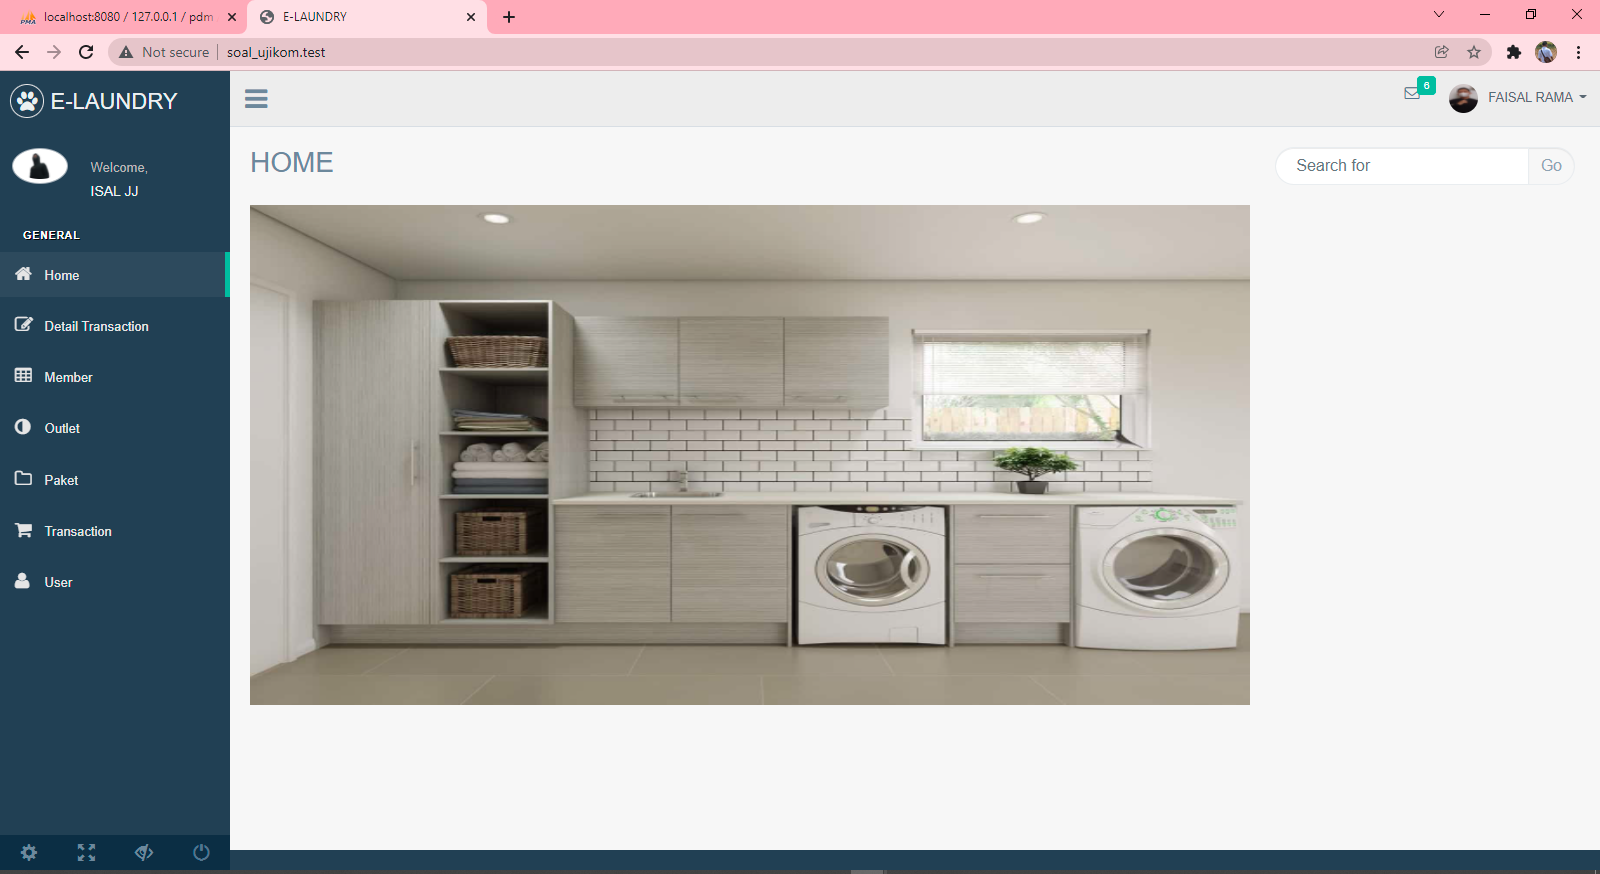 PMA
localhost:8080 / 127.0.0.1 / pdm
E-LAUNDRY
Not secure
soal_ujikom.test
E-LAUNDRY
6
FAISAL RAMA
Welcome,
ISAL JJ
HOME
Search for
Go
GENERAL
Home
Detail Transaction
Member
Outlet
Paket
Transaction
User